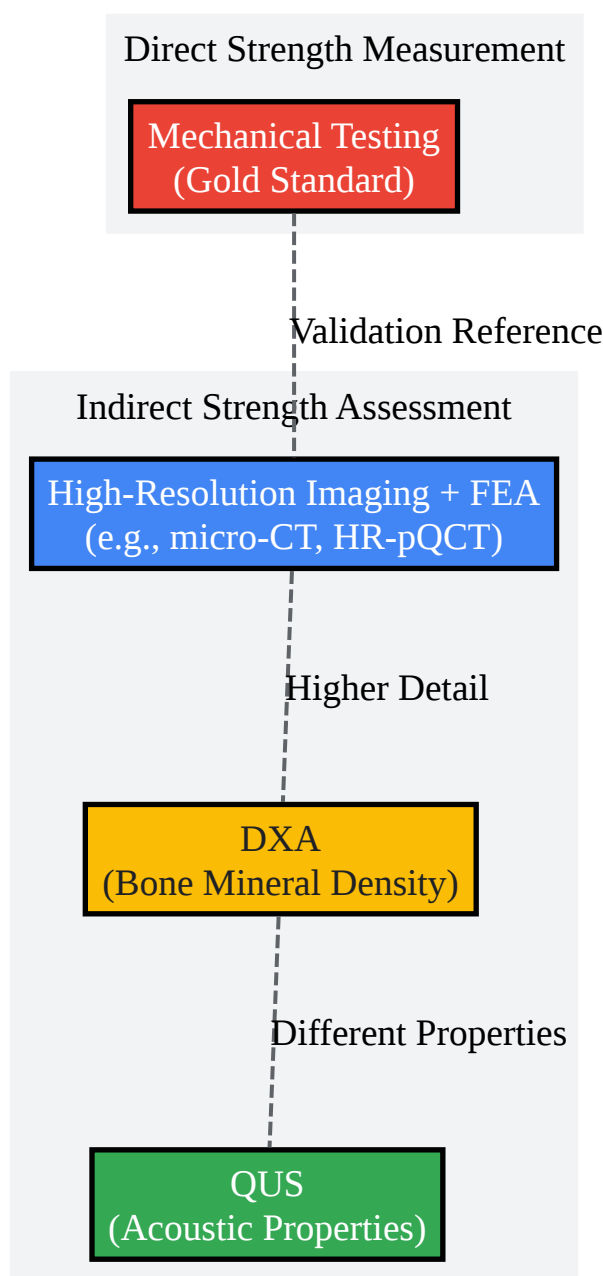 Direct Strength Measurement
Mechanical Testing
(Gold Standard)
Validation Reference
Indirect Strength Assessment
High-Resolution Imaging + FEA
(e.g., micro-CT, HR-pQCT)
Higher Detail
DXA
(Bone Mineral Density)
Different Properties
QUS
(Acoustic Properties)